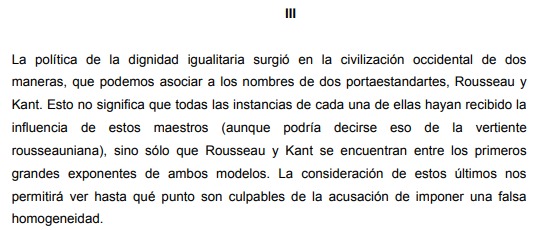 III
La política de la dignidad igualitaria surgió en la civilización occidental de dos
maneras, que podemos asociar a los nombres de dos portaestandartes, Rousseau y
Kant. Esto no significa que todas las instancias de cada una de ellas hayan recibido la
influencia de estos maestros (aunque podría decirse eso de la vertiente
rousseauniana), sino sólo que Rousseau y Kant se encuentran entre los primeros
grandes exponentes de ambos modelos. La consideración de estos últimos nos
permitirá ver hasta qué punto son culpables de la acusación de imponer una falsa
homogeneidad.